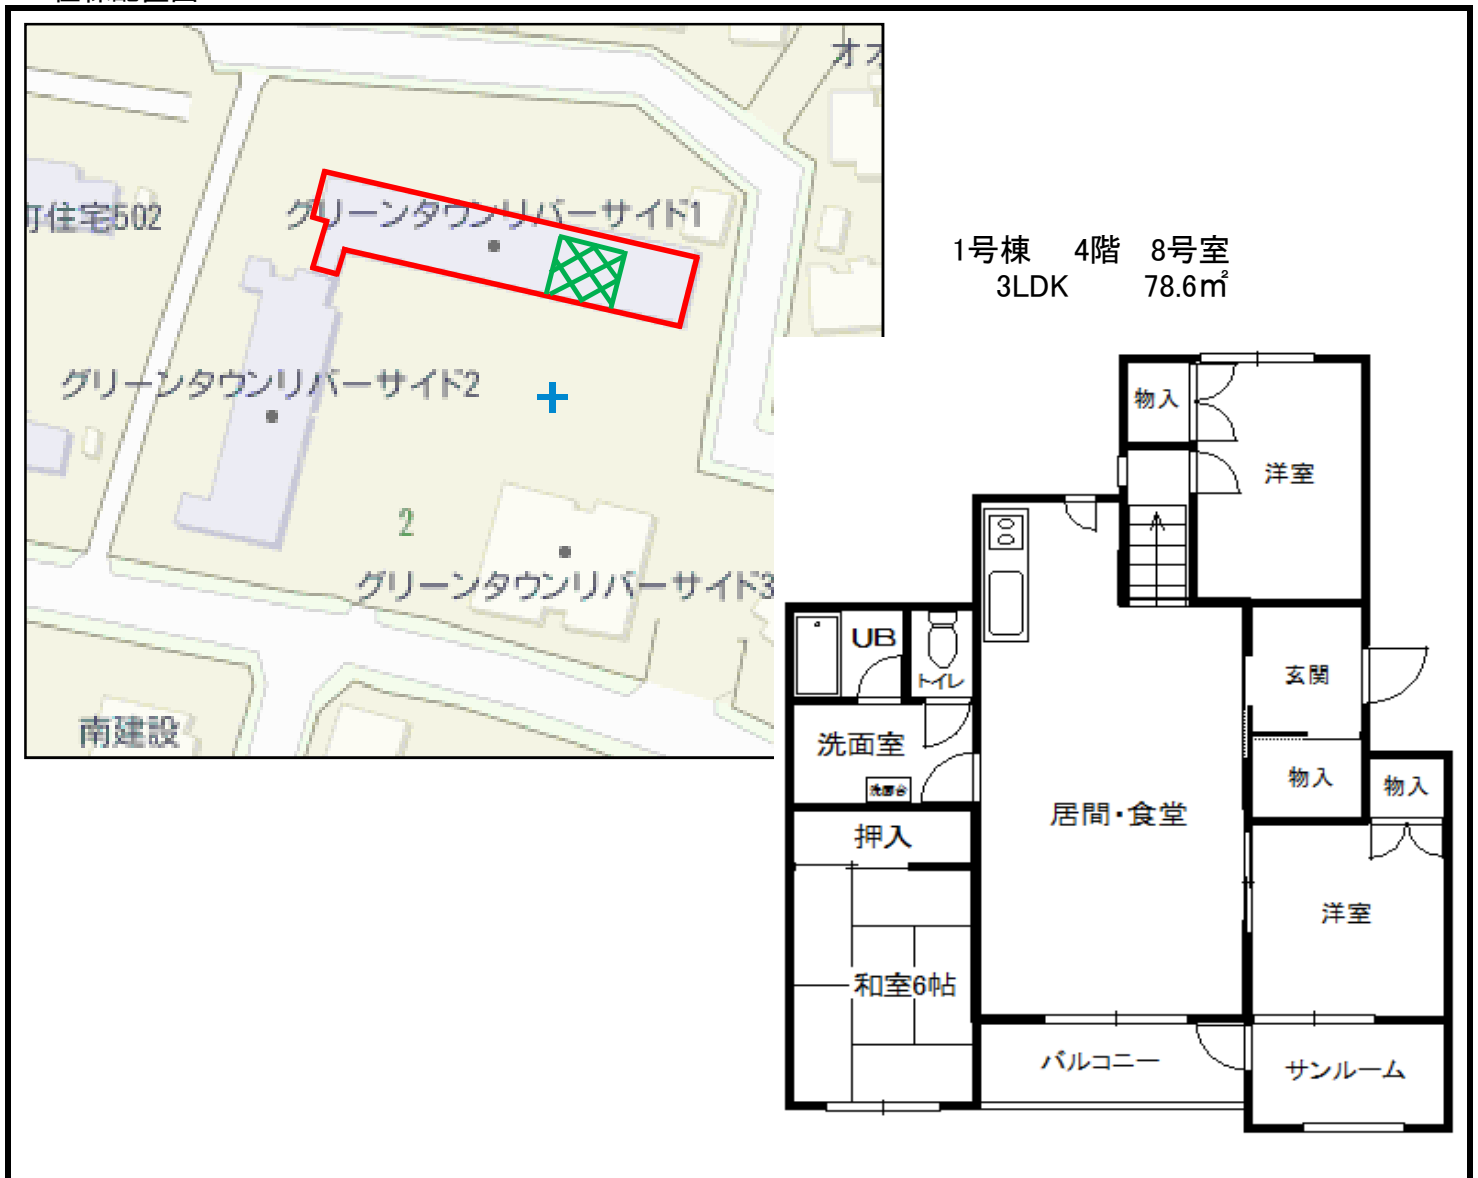 オオ
町住宅502
グリーンタウンリバーサイド1
グリーンタウンリバーサイド2
2
グリーンタウンリバーサイド3
南建設
1号棟 4階 8号室
3LDK 78.6㎡
物入
洋室
UB
トイレ
玄関
洗面室
洗面台
物入
物入
押入
居間・食堂
洋室
和室6帖
バルコニー
サンルーム